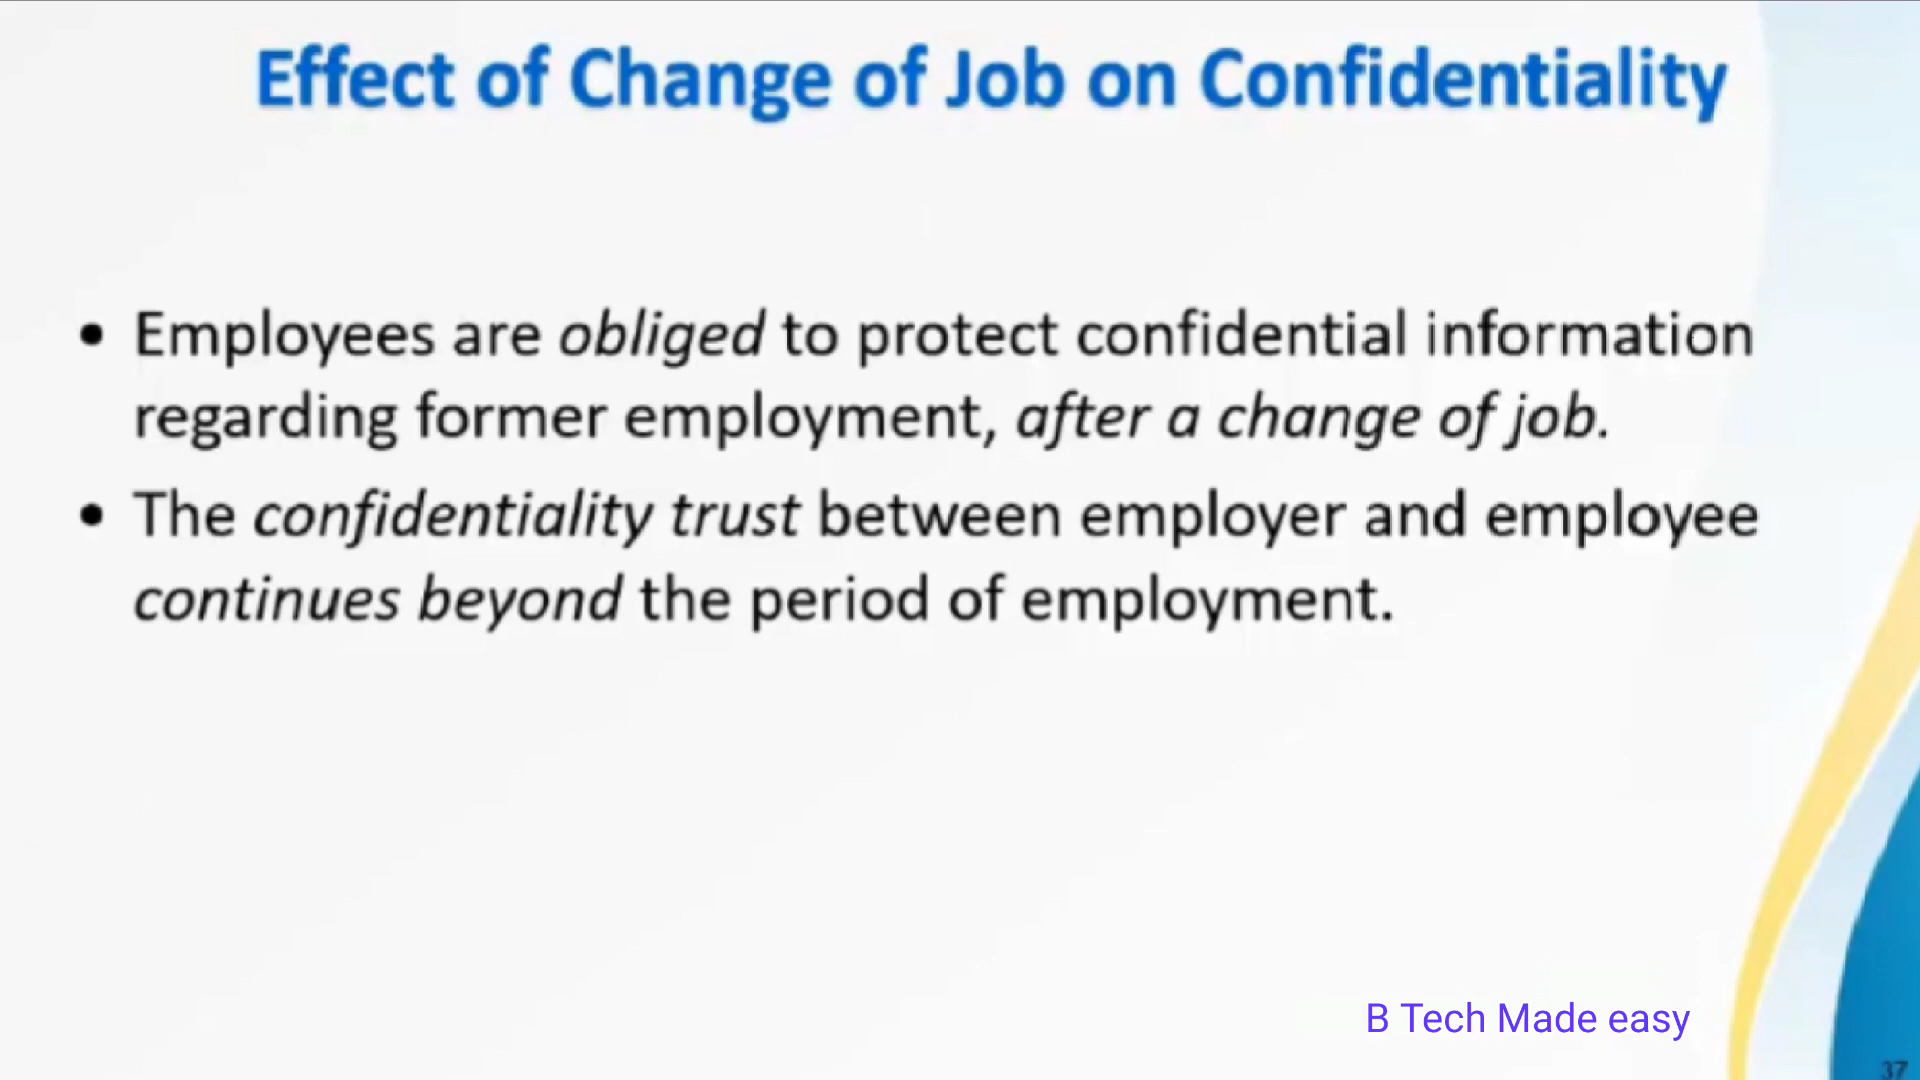 Effect of Change of Job on Confidentiality
• Employees are obliged to protect confidential information
regarding former employment, after a change of job.
• The confidentiality trust between employer and employee
continues beyond the period of employment.
B Tech Made easy
37